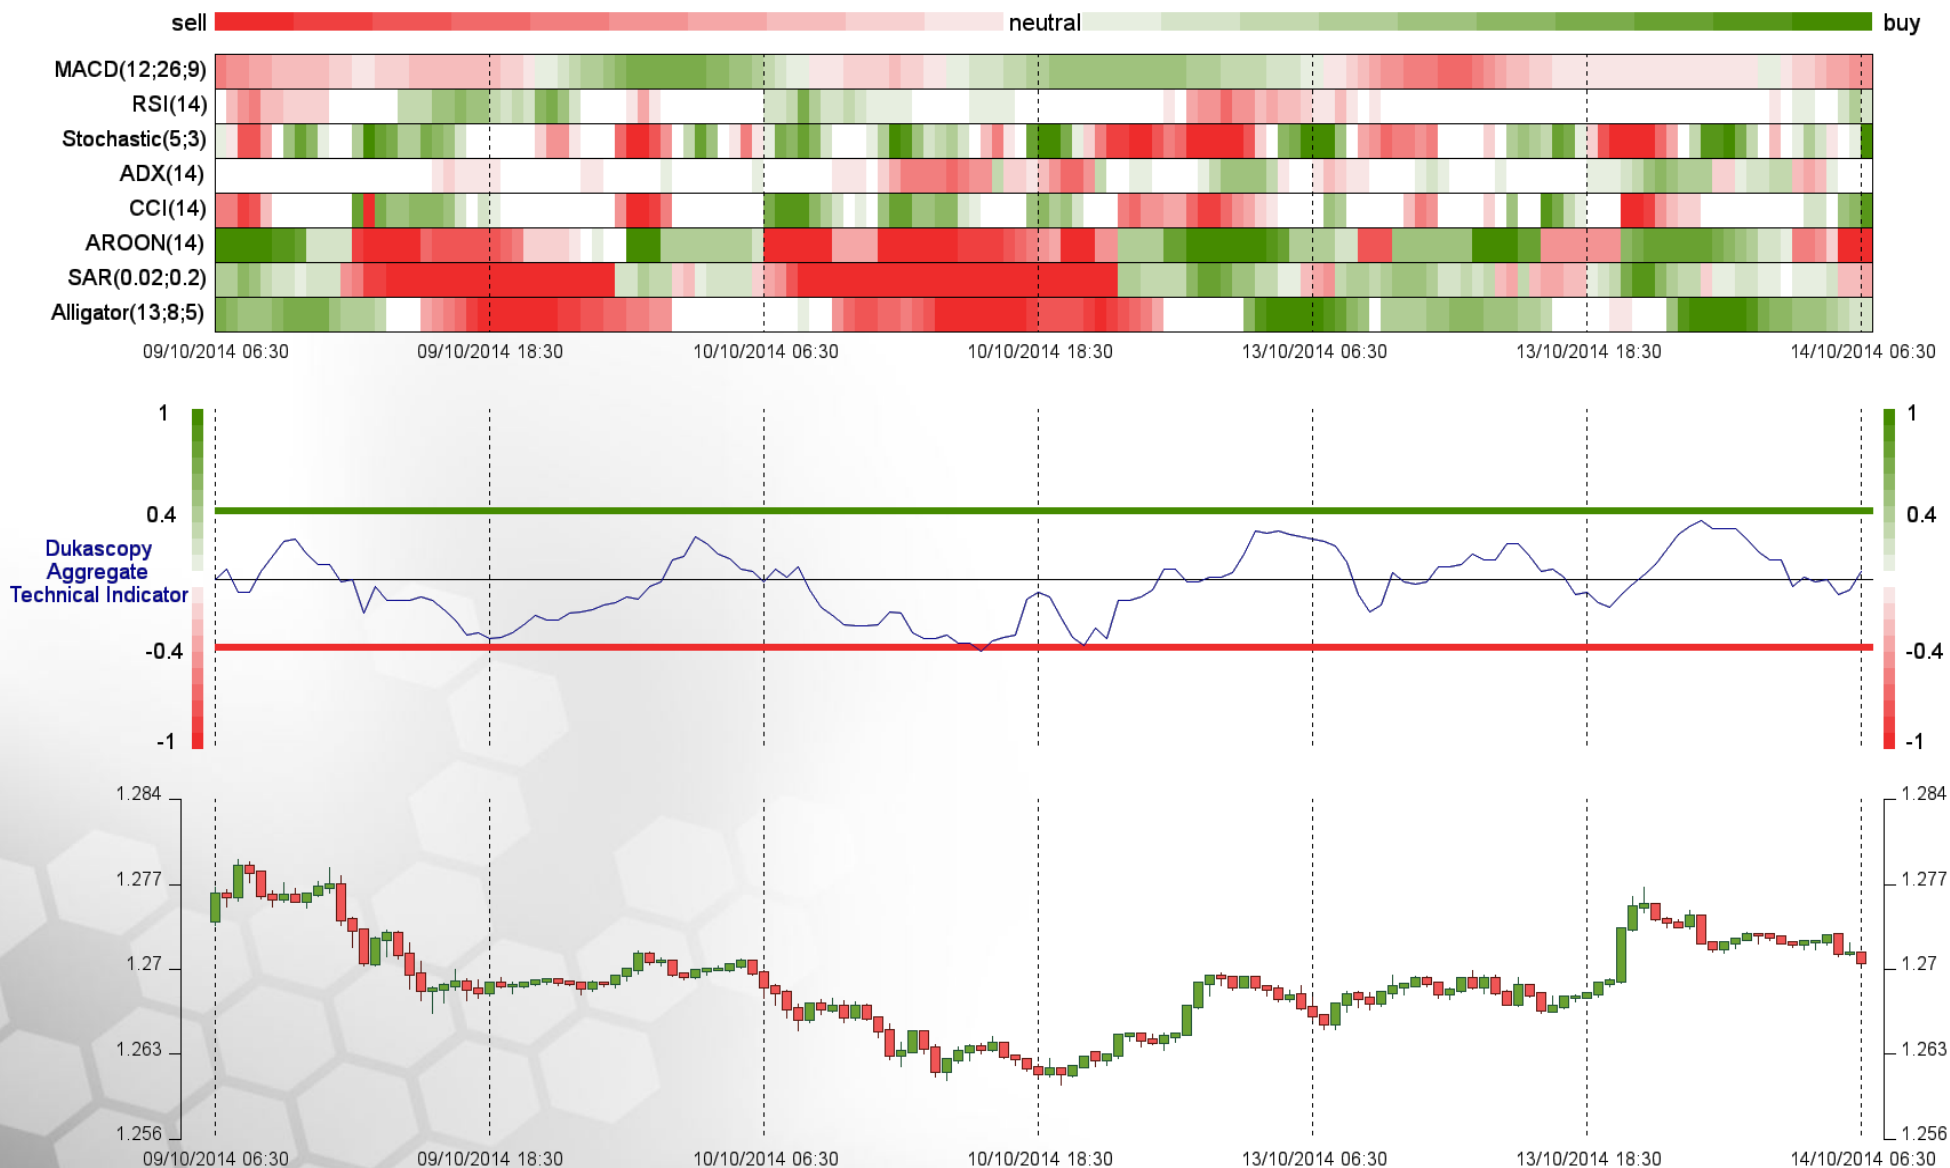 sell neutral buy
MACD(12;26;9)
RSI(14)
Stochastic(5;3)
ADX(14)
CCI(14)
AROON(14)
SAR(0.02;0.2)
Alligator(13;8;5)
09/10/2014 06:30 09/10/2014 18:30 10/10/2014 06:30 10/10/2014 18:30 13/10/2014 06:30 13/10/2014 18:30 14/10/2014 06:30
1 1
0.4 0.4
Dukascopy
Aggregate
Technical Indicator
-0.4 -0.4
-1 -1
1.284 1.284
1.277 1.277
1.27 1.27
1.263 1.263
1.256 1.256
09/10/2014 06:30 09/10/2014 18:30 10/10/2014 06:30 10/10/2014 18:30 13/10/2014 06:30 13/10/2014 18:30 14/10/2014 06:30